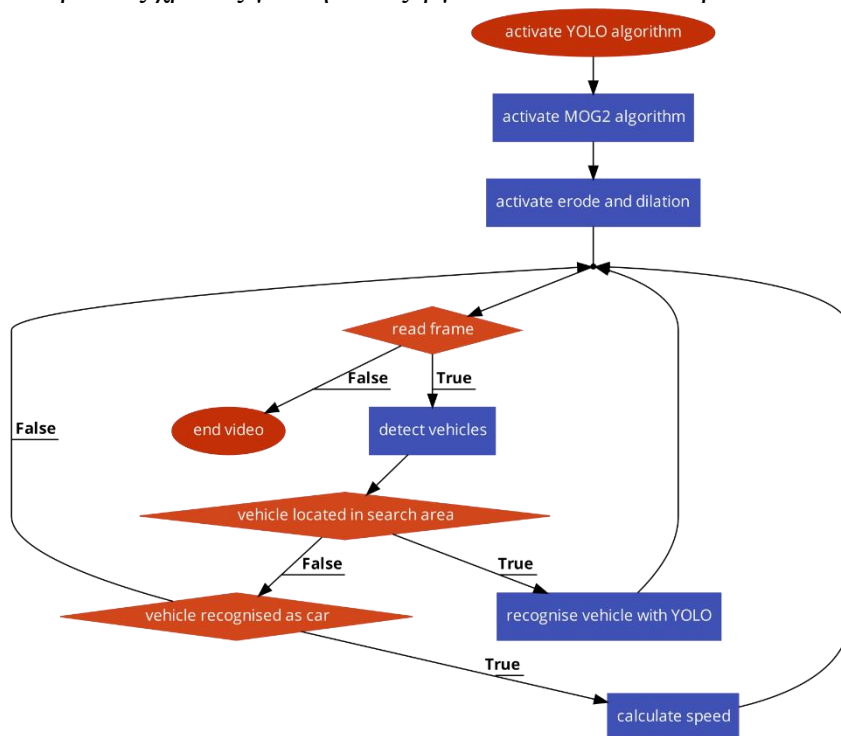 activate YOLO algorithm
activate MOG2 algorithm
activate erode and dilation
read frame
False
True
end video
detect vehicles
False
vehicle located in search area
False
True
vehicle recognised as car
recognise vehicle with YOLO
True
calculate speed